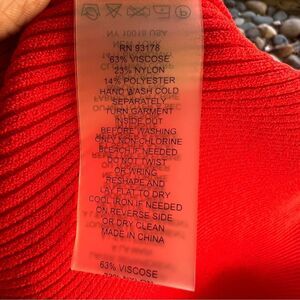 RN 93178
63% VISCOSE
23% NYLON
14% POLYESTER
HAND WASH COLD
SEPARATELY
TURN GARMENT
INSIDE OUT
BEFORE WASHING
ONLY NON-CHLORINE
BLEACH IF NEEDED
DO NOT TWIST
OR WRING
RESHAPE AND
LAY FLAT TO DRY
COOL IRON IF NEEDED
ON REVERSE SIDE
OR DRY CLEAN
MADE IN CHINA
63% VISCOSE
23% NYLON